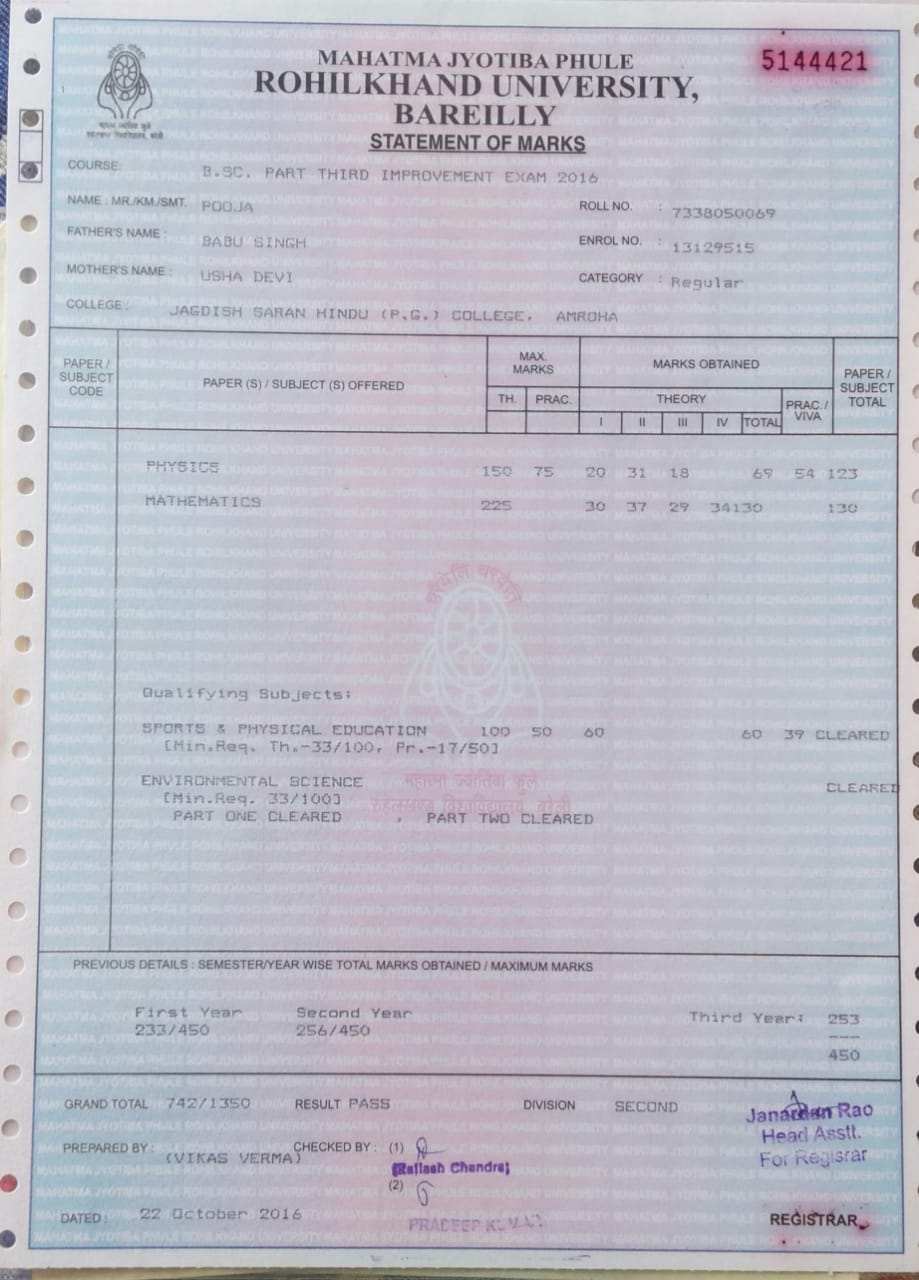 MAHATMA JYOTIBA PHULE
5144421
ROHILKHAND UNIVERSITY,
BAREILLY
STATEMENT OF MARKS
COURSE: B.SC. PART THIRD IMPROVEMENT EXAM 2016
NAME : MR./KM./SMT. POOJA ROLL NO. : 7338050069
FATHER'S NAME : BABU SINGH ENROL NO. : 13129515
MOTHER'S NAME : USHA DEVI CATEGORY : Regular
COLLEGE : JAGDISH SARAN HINDU (P.G.) COLLEGE, AMROHA
PAPER / SUBJECT CODE PAPER (S) / SUBJECT (S) OFFERED MAX. MARKS MARKS OBTAINED PAPER / SUBJECT TOTAL
TH. PRAC. THEORY PRAC./ VIVA
I II III IV TOTAL
PHYSICS 150 75 20 31 18 69 54 123
MATHEMATICS 225 30 37 29 34130 130
Qualifying Subjects:
SPORTS & PHYSICAL EDUCATION 100 50 60 60 39 CLEARED
[Min.Req. Th.-33/100, Pr.-17/50]
ENVIRONMENTAL SCIENCE CLEARED
[Min.Req. 33/100]
PART ONE CLEARED , PART TWO CLEARED
महात्मा ज्योतिबा फुले
रुहेलखण्ड विश्वविद्यालय, बरेली
PREVIOUS DETAILS : SEMESTER/YEAR WISE TOTAL MARKS OBTAINED / MAXIMUM MARKS
First Year Second Year Third Year: 253
233/450 256/450 ---
450
GRAND TOTAL 742/1350 RESULT PASS DIVISION SECOND
Janardan Rao
Head Asstt.
For Regisrar
PREPARED BY : (VIKAS VERMA) CHECKED BY : (1)
(Kailash Chandra)
(2)
PRADEEP KUMAR
DATED : 22 October 2016
REGISTRAR